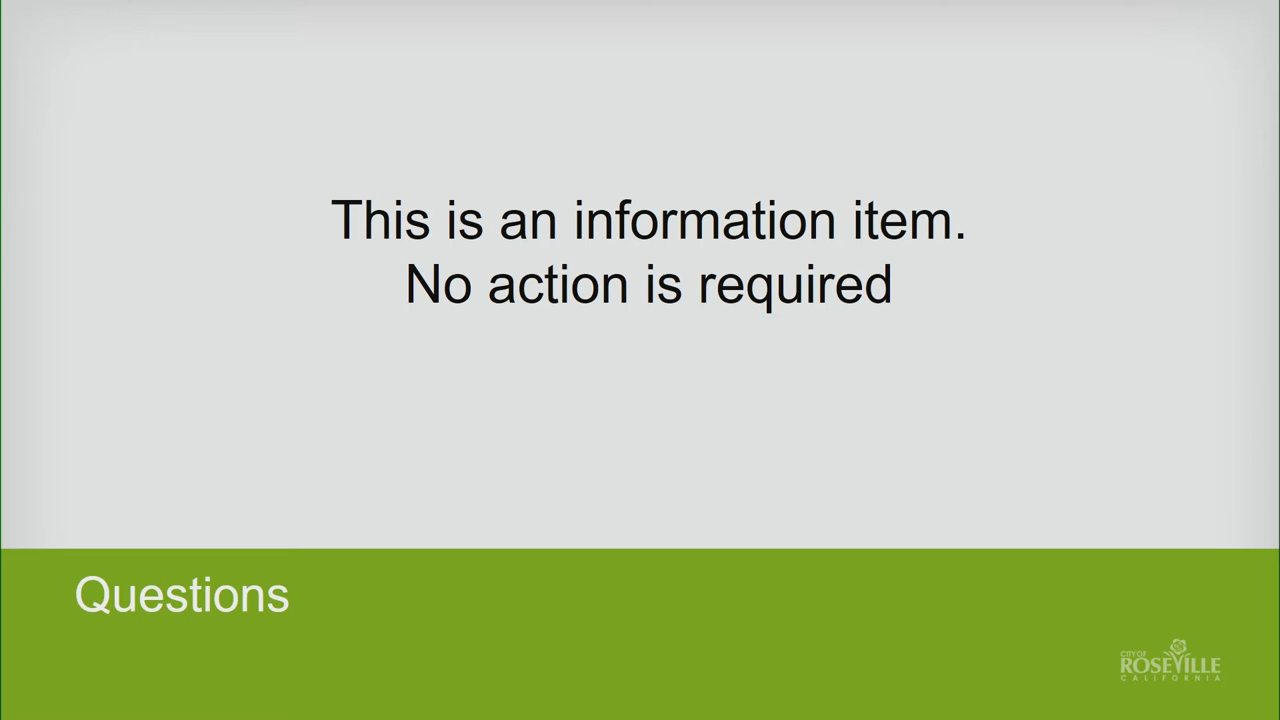 This is an information item.
No action is required
Questions
CITY OF
ROSEVILLE
CALIFORNIA